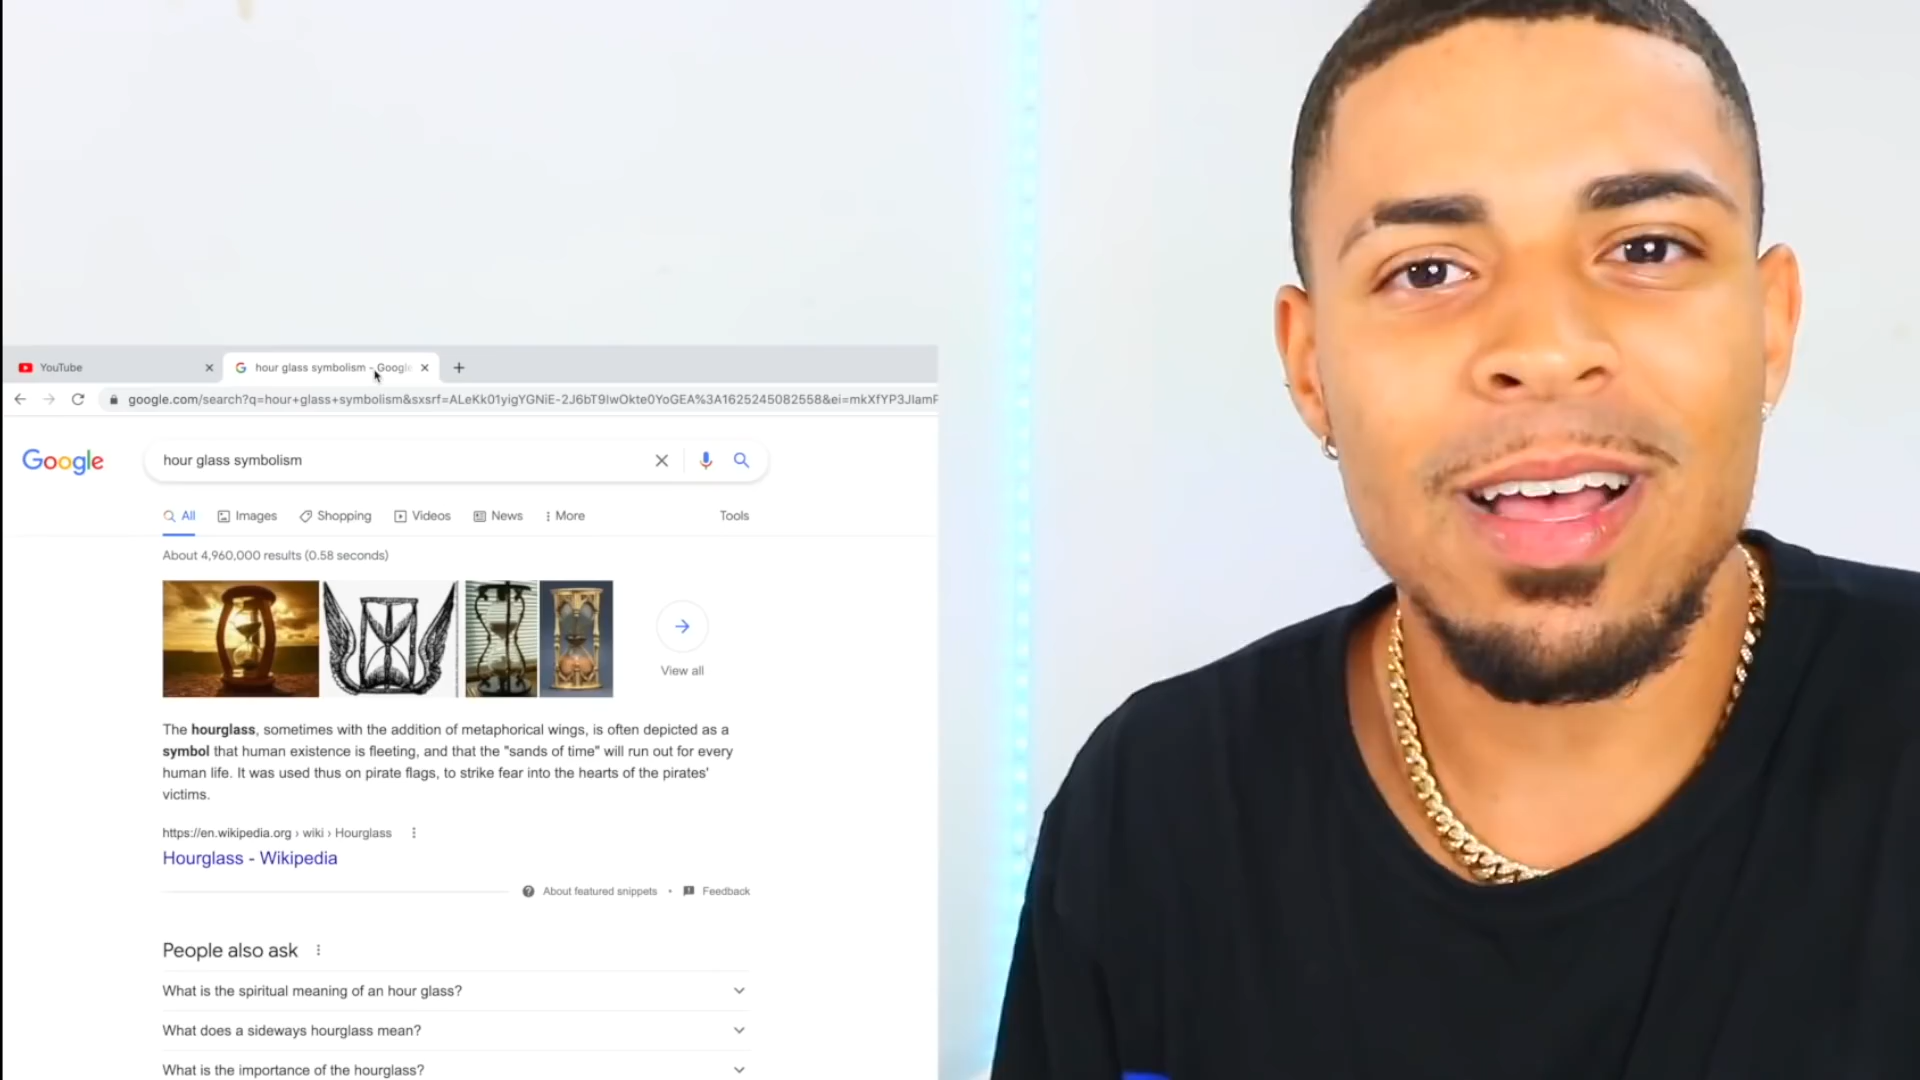 YouTube
hour glass symbolism - Google
google.com/search?q=hour+glass+symbolism&sxsrf=ALeKk01yigYGNiE-2J6bT9lwOkte0YoGEA%3A1625245082558&ei=mkXfYP3JIamF
Google
hour glass symbolism
All Images Shopping Videos News More Tools
About 4,960,000 results (0.58 seconds)
View all
The hourglass, sometimes with the addition of metaphorical wings, is often depicted as a
symbol that human existence is fleeting, and that the "sands of time" will run out for every
human life. It was used thus on pirate flags, to strike fear into the hearts of the pirates'
victims.
https://en.wikipedia.org › wiki › Hourglass
Hourglass - Wikipedia
About featured snippets • Feedback
People also ask
What is the spiritual meaning of an hour glass?
What does a sideways hourglass mean?
What is the importance of the hourglass?